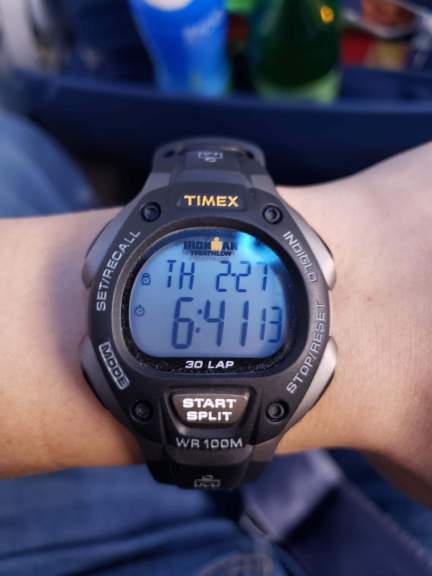 TIMEX
IRONMAN
TRIATHLON
SET/RECALL
INDIGLO
TH 2-27
6:41 13
MODE
STOP/RESET
30 LAP
START
SPLIT
WR 100M